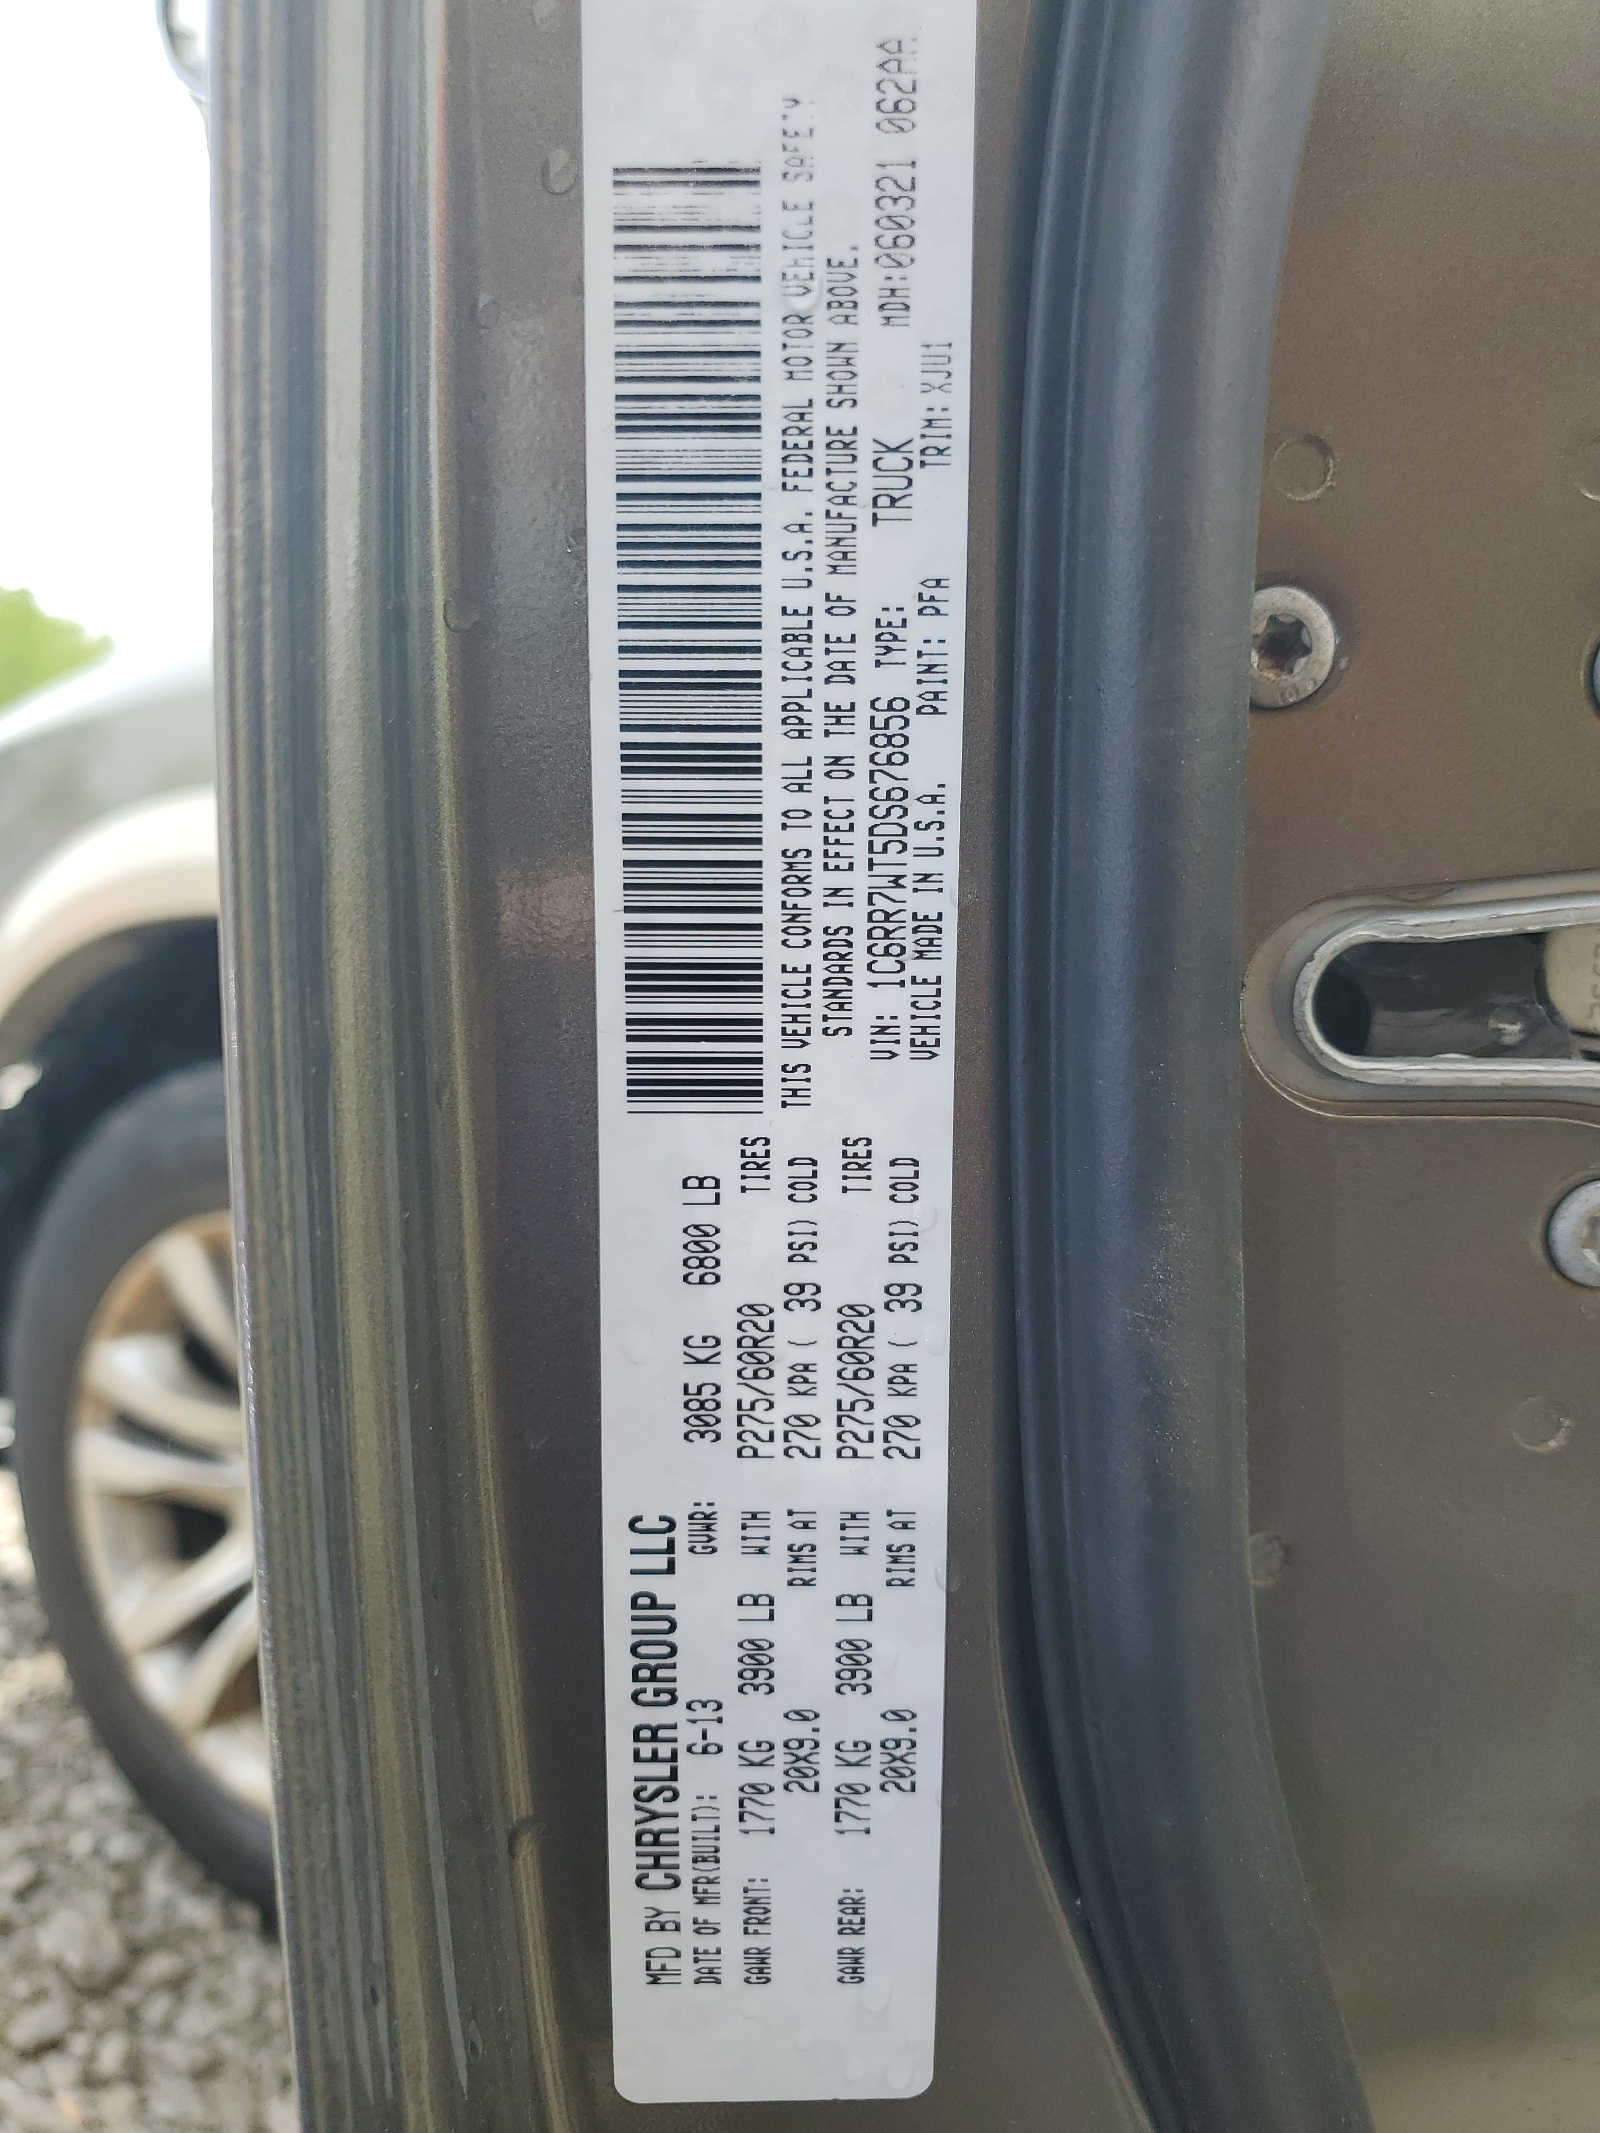 MFD BY CHRYSLER GROUP LLC
DATE OF MFR(BUILT): 6-13 GVWR: 3085 KG 6800 LB
GAWR FRONT: 1770 KG 3900 LB WITH P275/60R20 TIRES
20X9.0 RIMS AT 270 KPA ( 39 PSI) COLD
GAWR REAR: 1770 KG 3900 LB WITH P275/60R20 TIRES
20X9.0 RIMS AT 270 KPA ( 39 PSI) COLD
THIS VEHICLE CONFORMS TO ALL APPLICABLE U.S.A. FEDERAL MOTOR VEHICLE SAFETY
STANDARDS IN EFFECT ON THE DATE OF MANUFACTURE SHOWN ABOVE.
VIN: 1C6RR7WT5DS676856 TYPE: TRUCK MDH:060321 062AA
VEHICLE MADE IN U.S.A. PAINT: PFA TRIM: XJU1